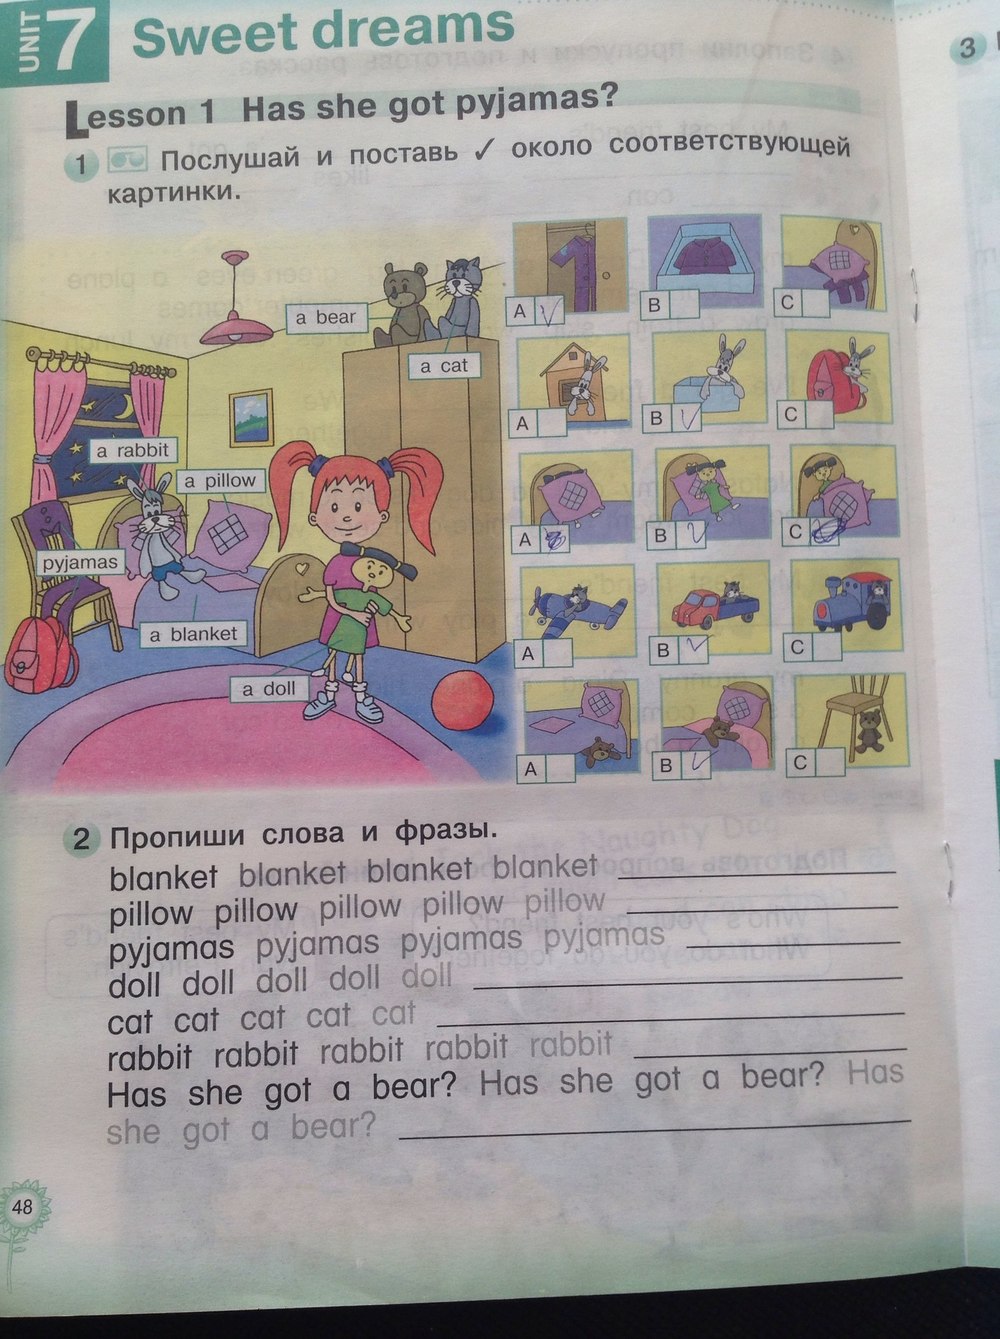 UNIT 7 Sweet dreams
Lesson 1 Has she got pyjamas?
1 Послушай и поставь ✓ около соответствующей
картинки.
a bear
a cat
a rabbit
a pillow
pyjamas
a blanket
a doll
A B C
A B C
A B C
A B C
A B C
2 Пропиши слова и фразы.
blanket blanket blanket blanket
pillow pillow pillow pillow pillow
pyjamas pyjamas pyjamas pyjamas
doll doll doll doll doll
cat cat cat cat cat
rabbit rabbit rabbit rabbit rabbit
Has she got a bear? Has she got a bear? Has
she got a bear?
48
3